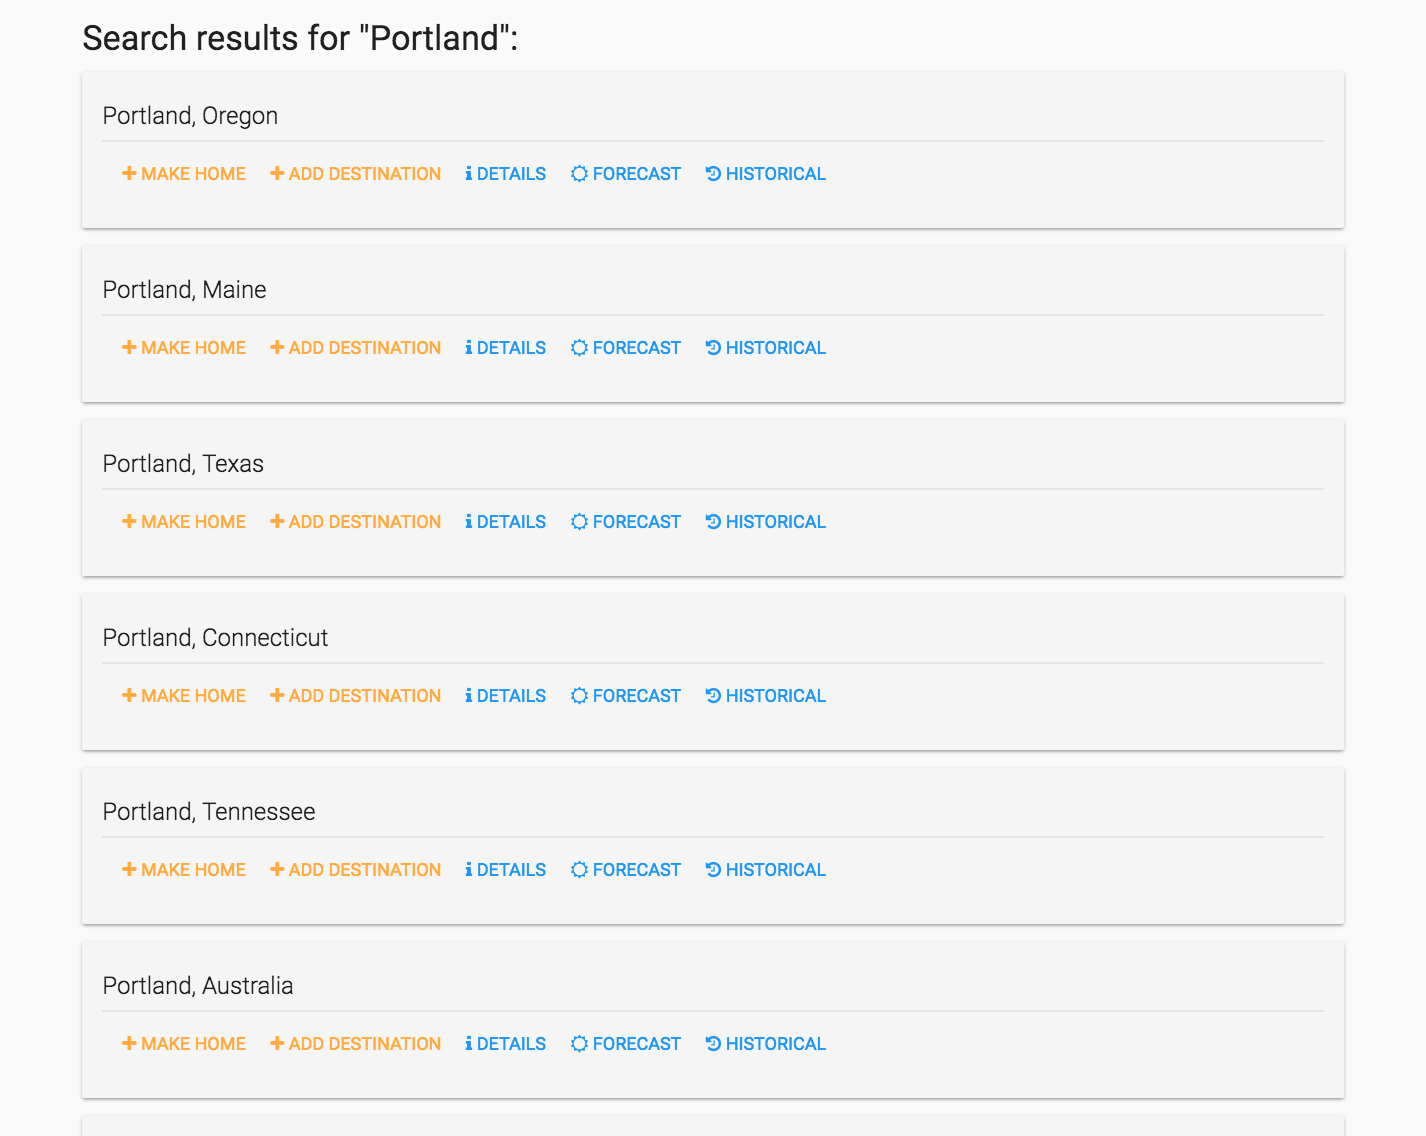 Search results for "Portland":
Portland, Oregon
MAKE HOME ADD DESTINATION DETAILS FORECAST HISTORICAL
Portland, Maine
MAKE HOME ADD DESTINATION DETAILS FORECAST HISTORICAL
Portland, Texas
MAKE HOME ADD DESTINATION DETAILS FORECAST HISTORICAL
Portland, Connecticut
MAKE HOME ADD DESTINATION DETAILS FORECAST HISTORICAL
Portland, Tennessee
MAKE HOME ADD DESTINATION DETAILS FORECAST HISTORICAL
Portland, Australia
MAKE HOME ADD DESTINATION DETAILS FORECAST HISTORICAL